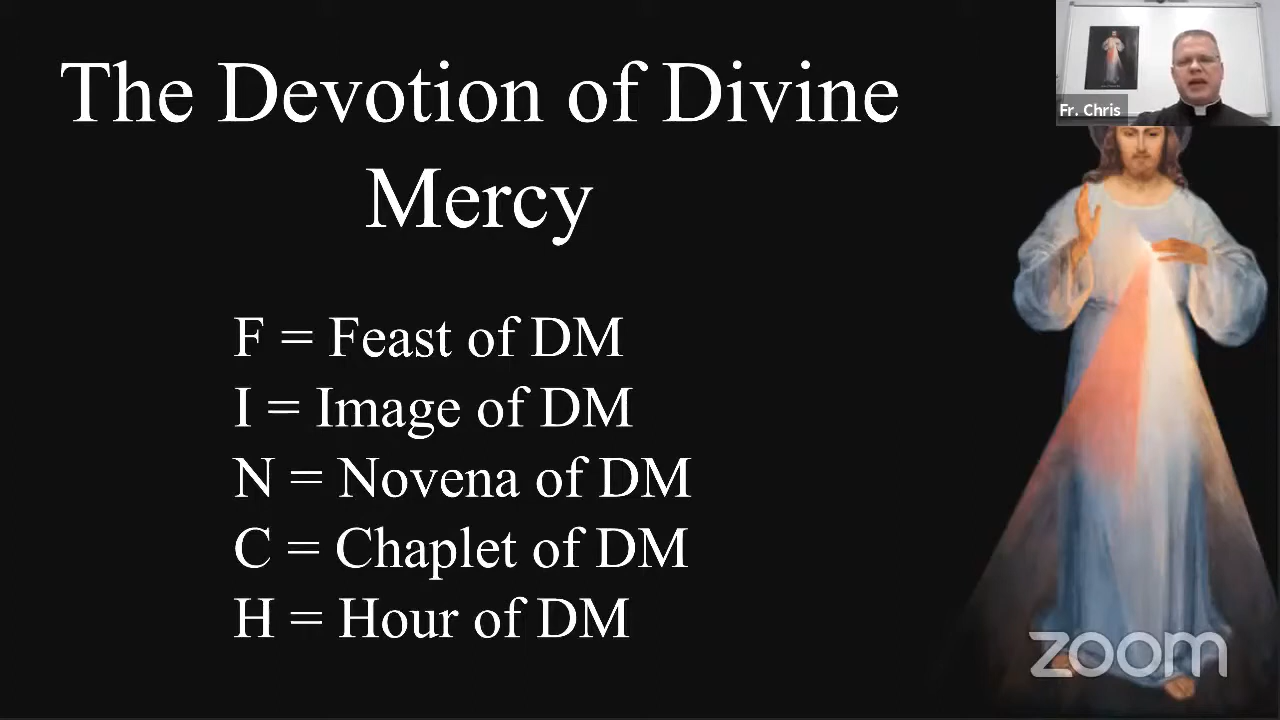 The Devotion of Divine
Mercy
F = Feast of DM
I = Image of DM
N = Novena of DM
C = Chaplet of DM
H = Hour of DM
Fr. Chris
zoom